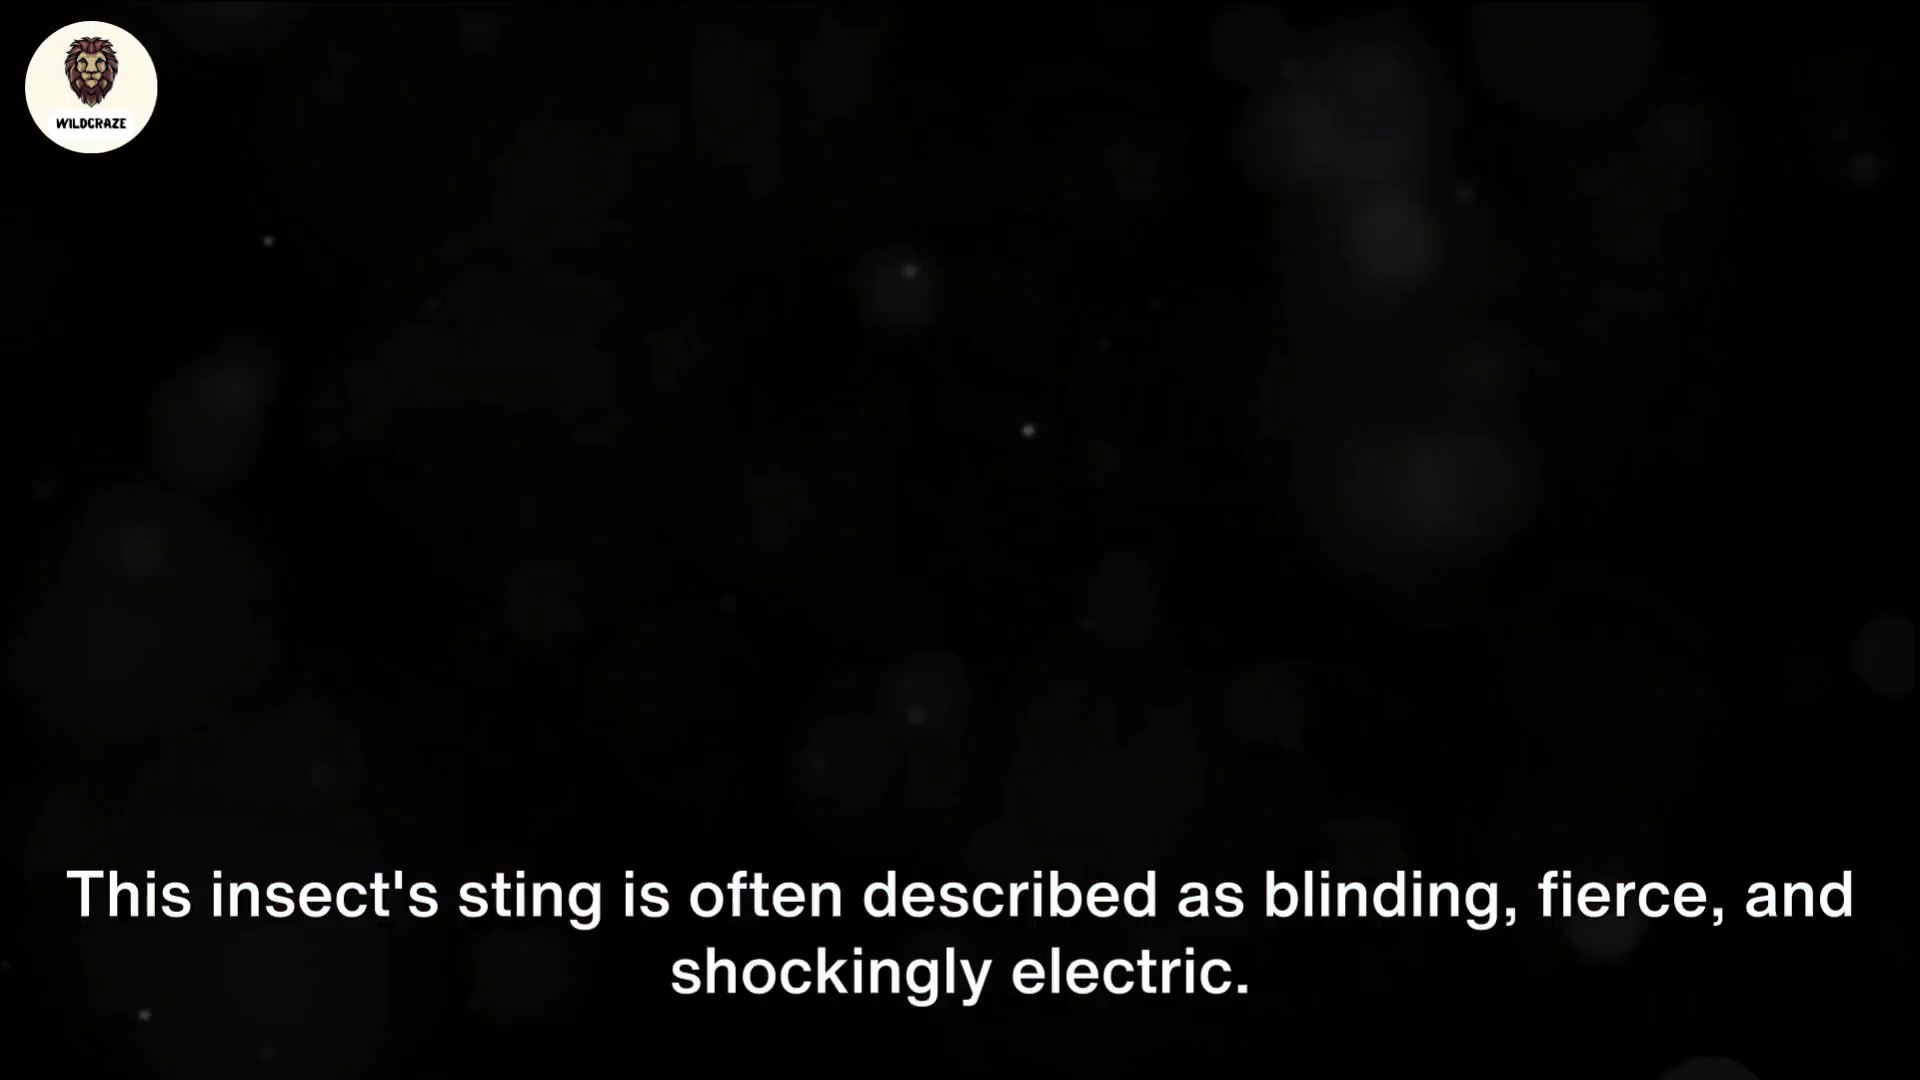 WILDCRAZE
This insect's sting is often described as blinding, fierce, and
shockingly electric.